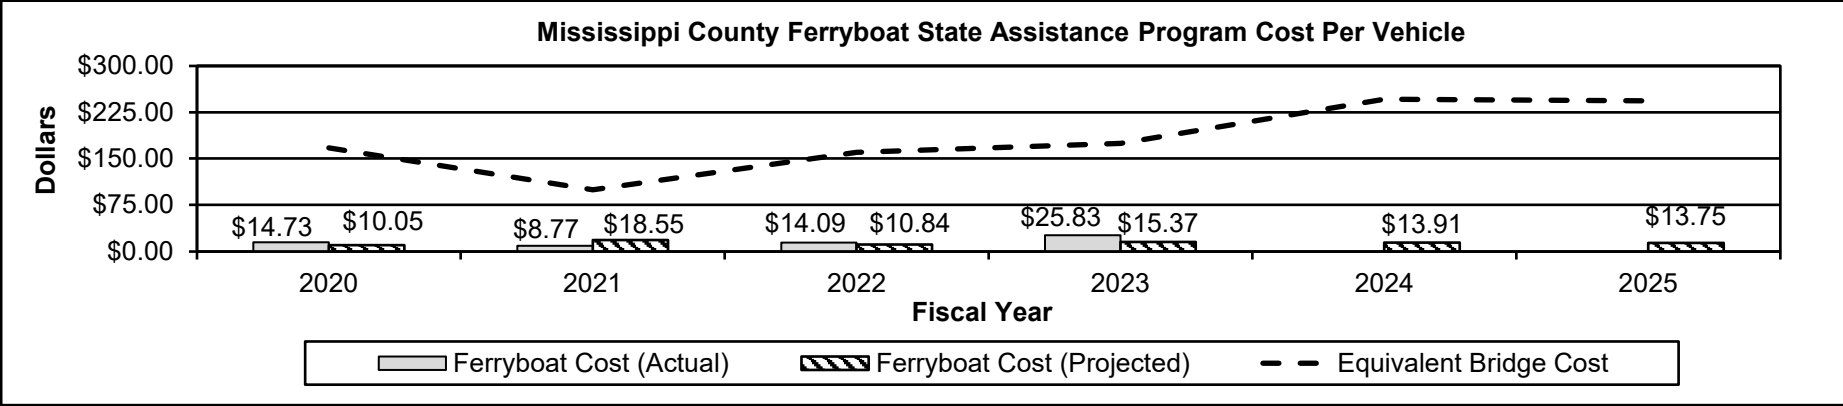 Mississippi County Ferryboat State Assistance Program Cost Per Vehicle
$300.00
$225.00
$150.00
$75.00
$0.00
Dollars
$14.73 $10.05 $8.77 $18.55 $14.09 $10.84 $25.83 $15.37 $13.91 $13.75
2020 2021 2022 2023 2024 2025
Fiscal Year
Ferryboat Cost (Actual) Ferryboat Cost (Projected) Equivalent Bridge Cost